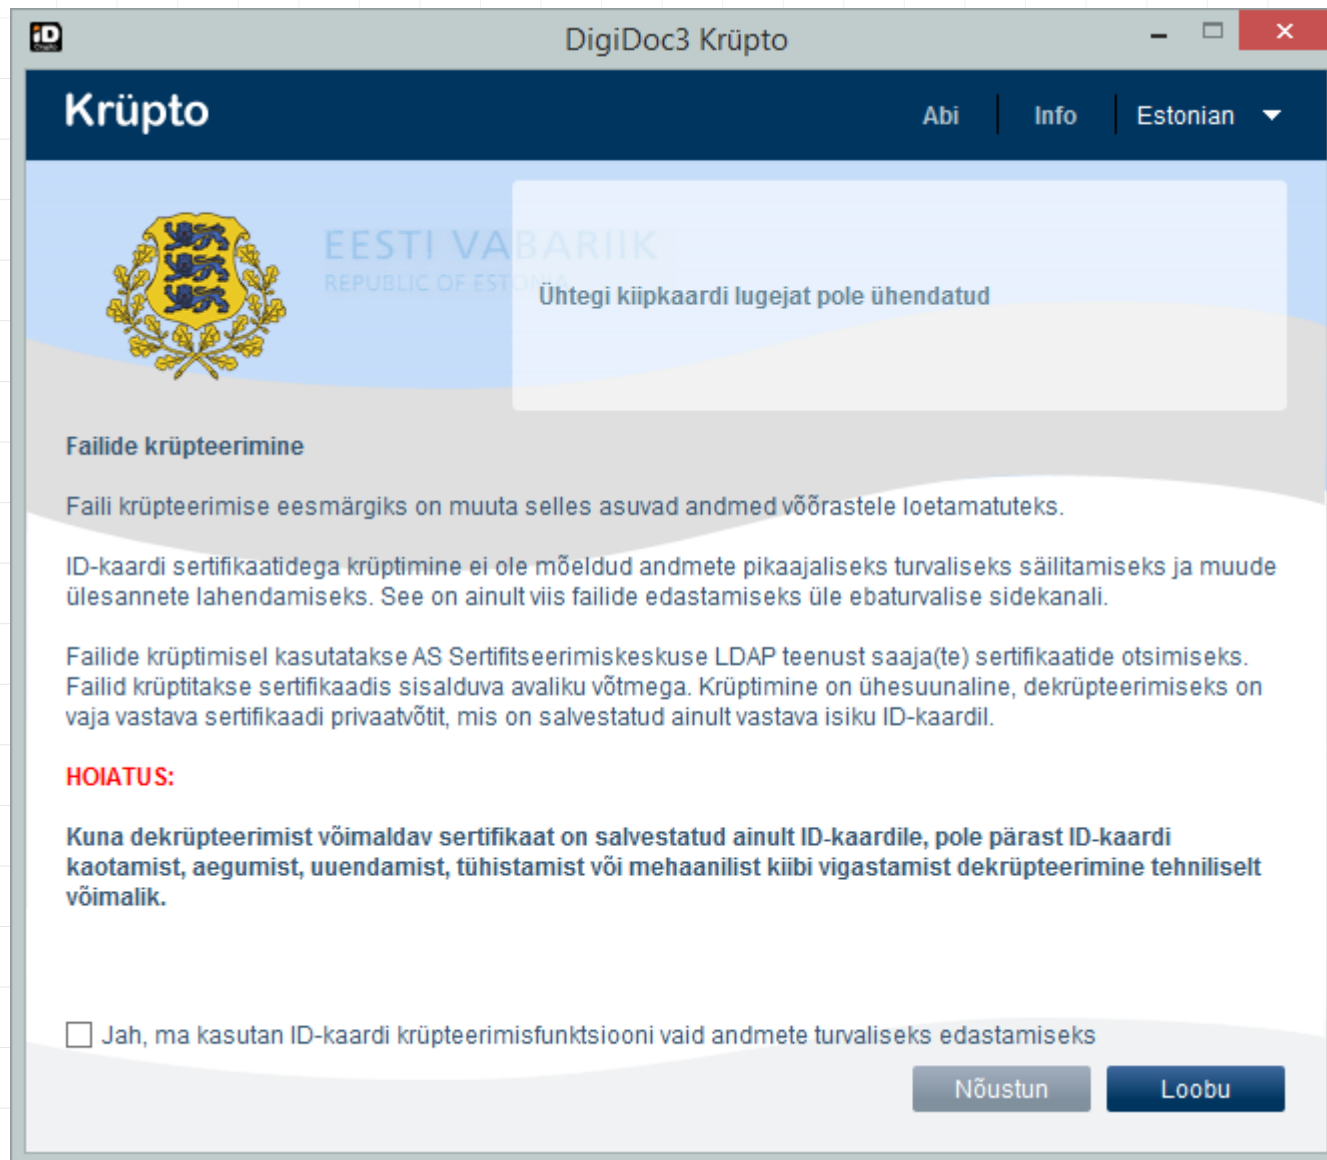 iD
DigiDoc3 Krüpto
Krüpto
Abi
Info
Estonian
EESTI VABARIIK
REPUBLIC OF ESTONIA
Ühtegi kiipkaardi lugejat pole ühendatud
Failide krüpteerimine
Faili krüpteerimise eesmärgiks on muuta selles asuvad andmed võõrastele loetamatuteks.
ID-kaardi sertifikaatidega krüptimine ei ole mõeldud andmete pikaajaliseks turvaliseks säilitamiseks ja muude
ülesannete lahendamiseks. See on ainult viis failide edastamiseks üle ebaturvalise sidekanali.
Failide krüptimisel kasutatakse AS Sertifitseerimiskeskuse LDAP teenust saaja(te) sertifikaatide otsimiseks.
Failid krüptitakse sertifikaadis sisalduva avaliku võtmega. Krüptimine on ühesuunaline, dekrüpteerimiseks on
vaja vastava sertifikaadi privaatvõtit, mis on salvestatud ainult vastava isiku ID-kaardil.
HOIATUS:
Kuna dekrüpteerimist võimaldav sertifikaat on salvestatud ainult ID-kaardile, pole pärast ID-kaardi
kaotamist, aegumist, uuendamist, tühistamist või mehaanilist kiibi vigastamist dekrüpteerimine tehniliselt
võimalik.
Jah, ma kasutan ID-kaardi krüpteerimisfunktsiooni vaid andmete turvaliseks edastamiseks
Nõustun
Loobu